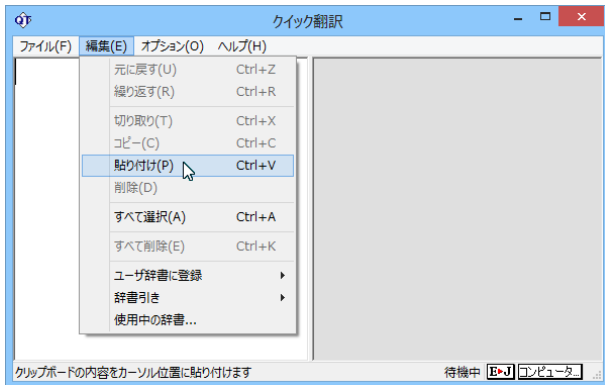 QT クイック翻訳
ファイル(F) 編集(E) オプション(O) ヘルプ(H)
元に戻す(U) Ctrl+Z
繰り返す(R) Ctrl+R
切り取り(T) Ctrl+X
コピー(C) Ctrl+C
貼り付け(P) Ctrl+V
削除(D)
すべて選択(A) Ctrl+A
すべて削除(E) Ctrl+K
ユーザ辞書に登録
辞書引き
使用中の辞書...
クリップボードの内容をカーソル位置に貼り付けます 待機中 E▸J コンピュータ...